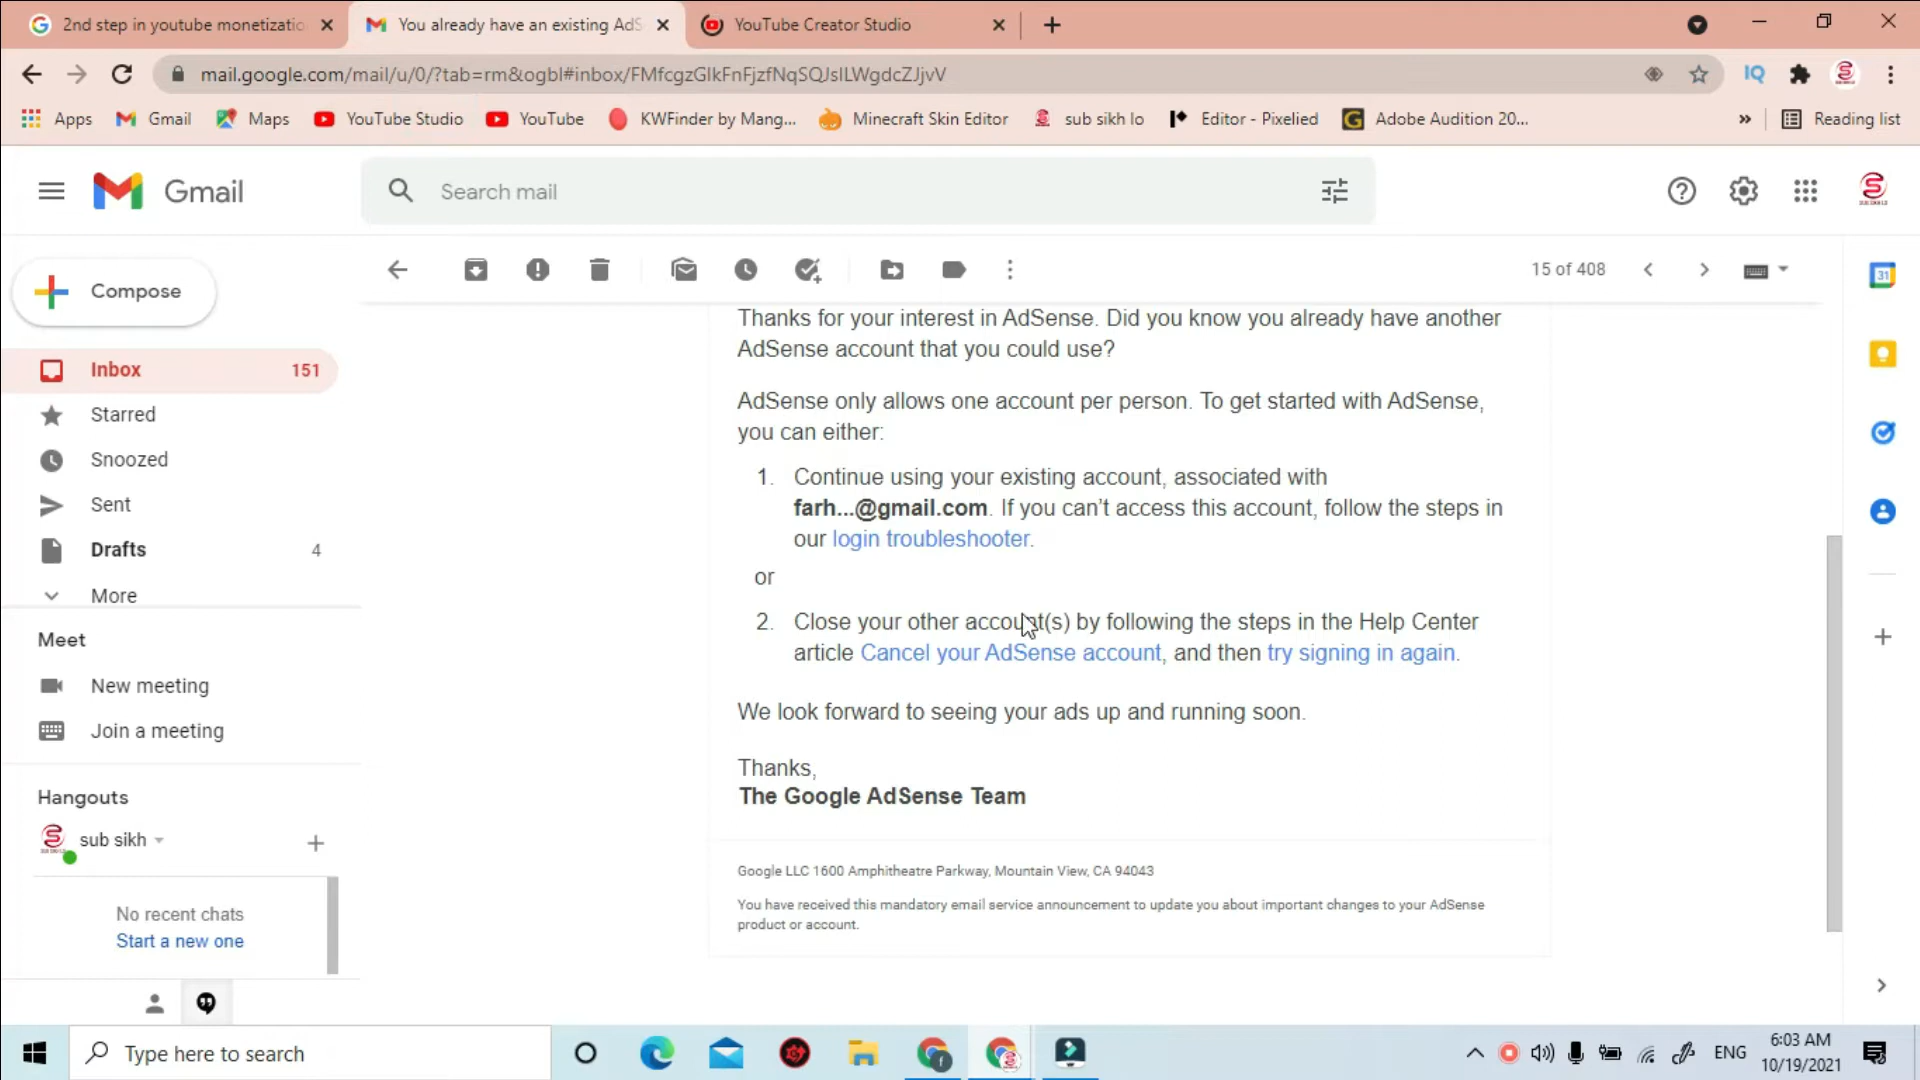 2nd step in youtube monetizatio
You already have an existing AdS
YouTube Creator Studio
mail.google.com/mail/u/0/?tab=rm&ogbl#inbox/FMfcgzGlkFnFjzfNqSQJsILWgdcZJjvV
IQ
Apps
Gmail
Maps
YouTube Studio
YouTube
KWFinder by Mang...
Minecraft Skin Editor
sub sikh lo
Editor - Pixelied
Adobe Audition 20...
Reading list
Gmail
Search mail
Compose
15 of 408
31
Inbox 151
Starred
Snoozed
Sent
Drafts 4
More
Meet
New meeting
Join a meeting
Hangouts
sub sikh
No recent chats
Start a new one
Thanks for your interest in AdSense. Did you know you already have another
AdSense account that you could use?
AdSense only allows one account per person. To get started with AdSense,
you can either:
1. Continue using your existing account, associated with
farh...@gmail.com. If you can't access this account, follow the steps in
our login troubleshooter.
or
2. Close your other account(s) by following the steps in the Help Center
article Cancel your AdSense account, and then try signing in again.
We look forward to seeing your ads up and running soon.
Thanks,
The Google AdSense Team
Google LLC 1600 Amphitheatre Parkway, Mountain View, CA 94043
You have received this mandatory email service announcement to update you about important changes to your AdSense
product or account.
Type here to search
ENG
6:03 AM
10/19/2021